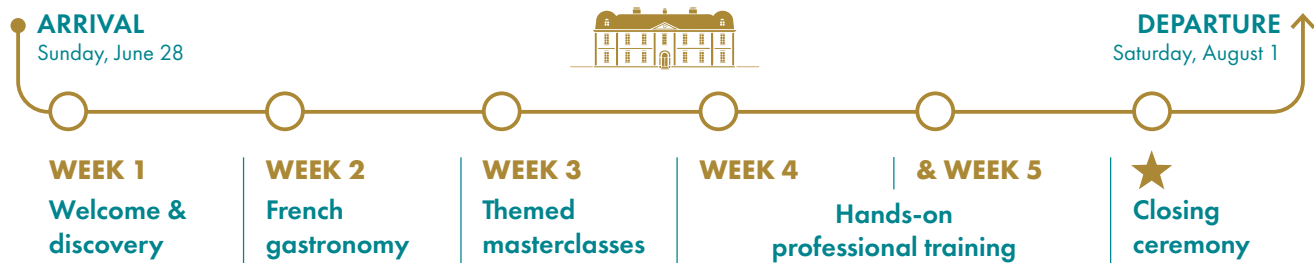 ARRIVAL
Sunday, June 28
DEPARTURE
Saturday, August 1
WEEK 1
Welcome &
discovery
WEEK 2
French
gastronomy
WEEK 3
Themed
masterclasses
WEEK 4
& WEEK 5
Hands-on
professional training
Closing
ceremony